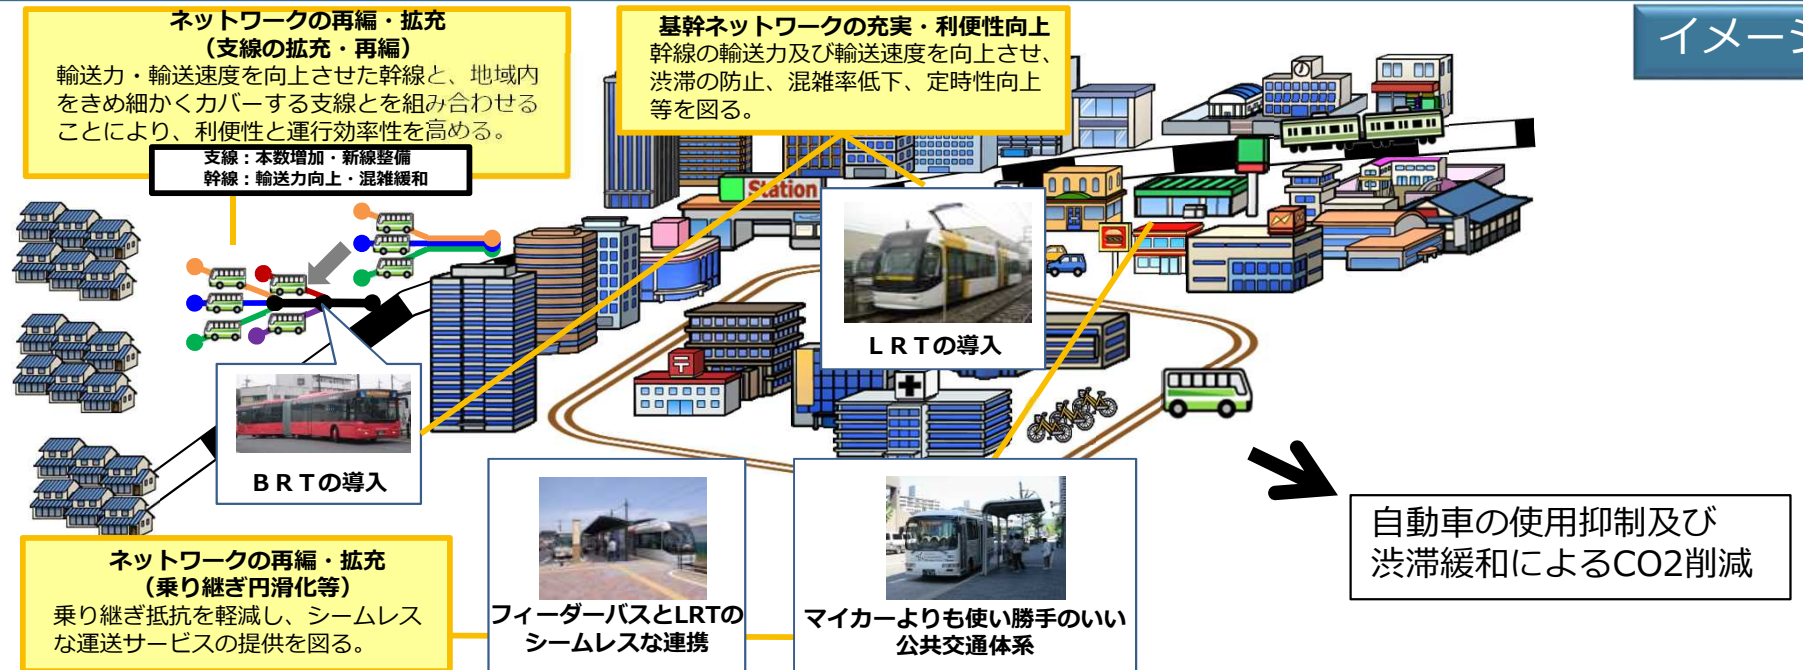 イメージ
ネットワークの再編・拡充
（支線の拡充・再編）
輸送力・輸送速度を向上させた幹線と、地域内
をきめ細かくカバーする支線とを組み合わせる
ことにより、利便性と運行効率性を高める。
支線：本数増加・新線整備
幹線：輸送力向上・混雑緩和
基幹ネットワークの充実・利便性向上
幹線の輸送力及び輸送速度を向上させ、
渋滞の防止、混雑率低下、定時性向上
等を図る。
Station
ＬＲＴの導入
ＢＲＴの導入
ネットワークの再編・拡充
（乗り継ぎ円滑化等）
乗り継ぎ抵抗を軽減し、シームレス
な運送サービスの提供を図る。
フィーダーバスとLRTの
シームレスな連携
マイカーよりも使い勝手のいい
公共交通体系
自動車の使用抑制及び
渋滞緩和によるCO2削減